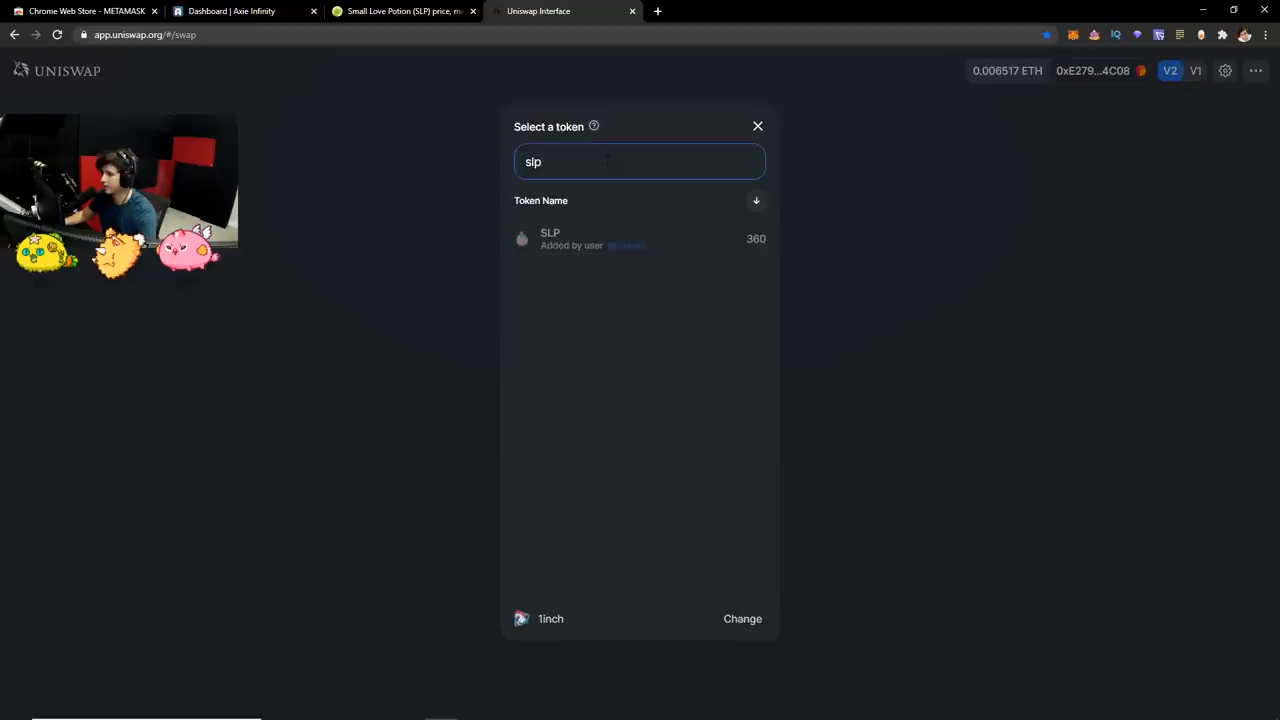 Chrome Web Store - METAMASK
Dashboard | Axie Infinity
Small Love Potion (SLP) price, ma
Uniswap Interface
app.uniswap.org/#/swap
UNISWAP
0.006517 ETH
0xE279...4C08
V2
V1
Select a token
slp
Token Name
SLP
360
Added by user
(Remove)
1inch
Change